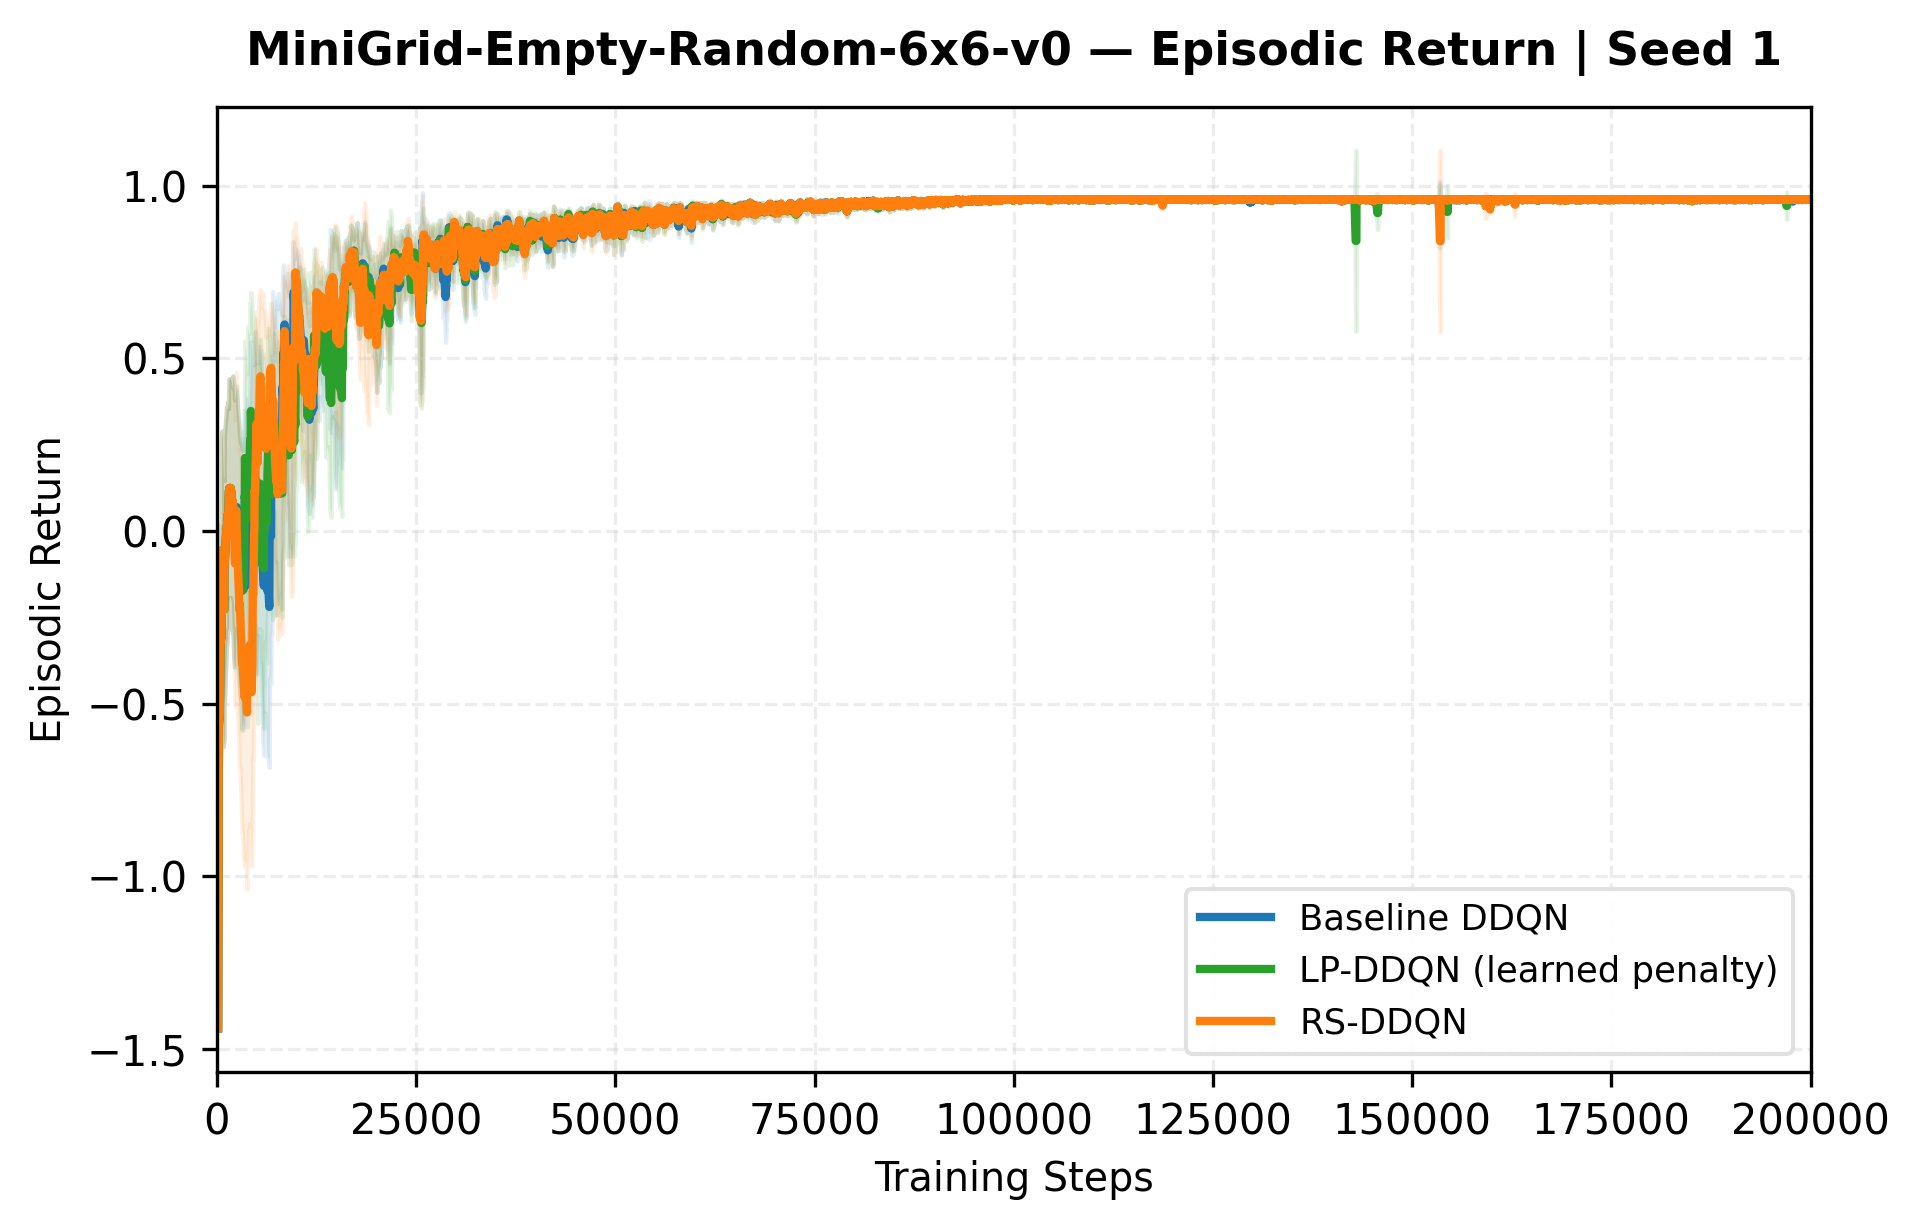 MiniGrid-Empty-Random-6x6-v0 — Episodic Return | Seed 1
Episodic Return
1.0
0.5
0.0
−0.5
−1.0
−1.5
Baseline DDQN
LP-DDQN (learned penalty)
RS-DDQN
0 25000 50000 75000 100000 125000 150000 175000 200000
Training Steps